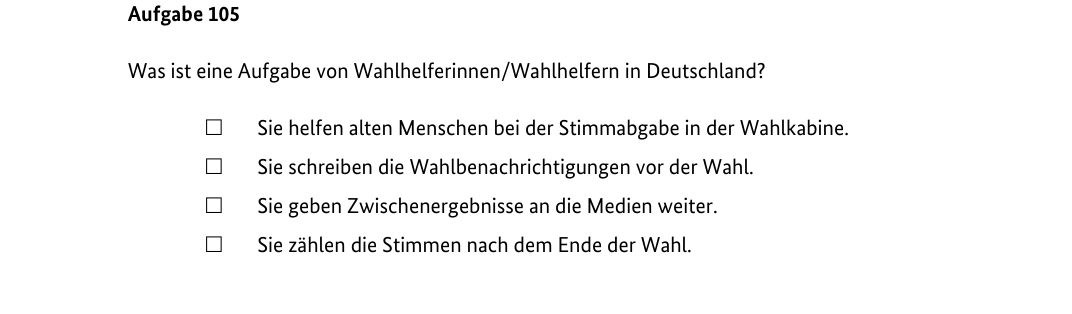 Aufgabe 105
Was ist eine Aufgabe von Wahlhelferinnen/Wahlhelfern in Deutschland?
☐ Sie helfen alten Menschen bei der Stimmabgabe in der Wahlkabine.
☐ Sie schreiben die Wahlbenachrichtigungen vor der Wahl.
☐ Sie geben Zwischenergebnisse an die Medien weiter.
☐ Sie zählen die Stimmen nach dem Ende der Wahl.